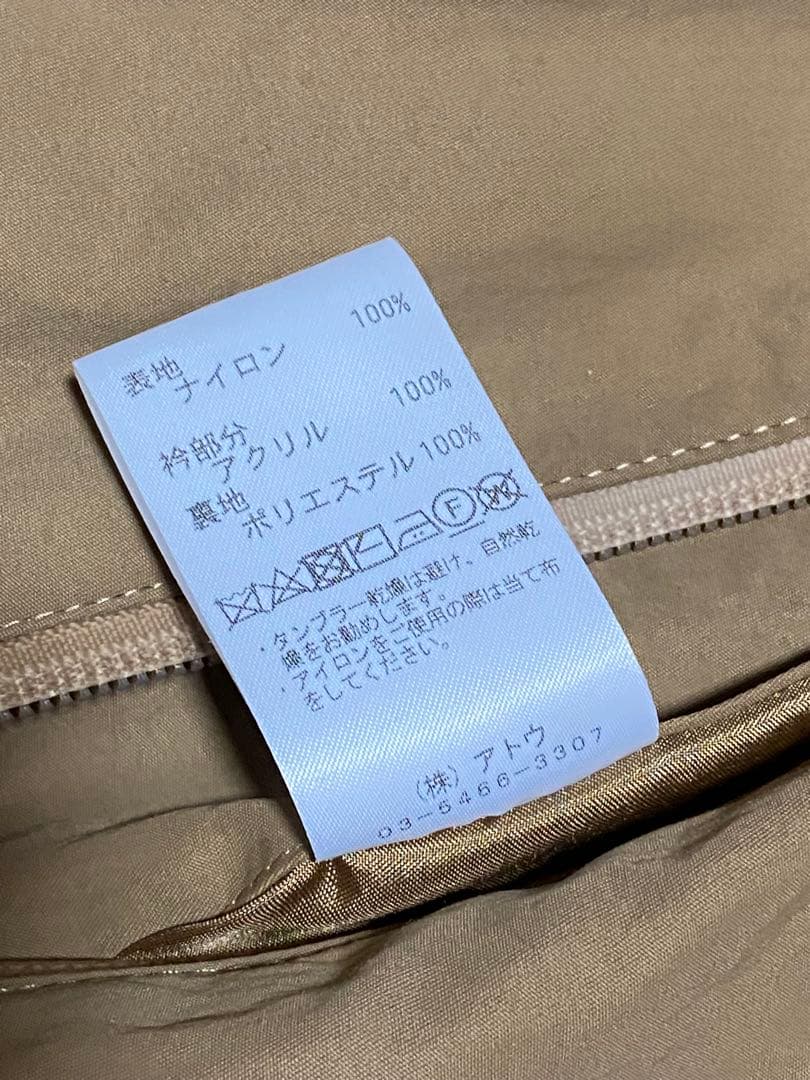 表地
ナイロン 100%
衿部分
アクリル 100%
裏地
ポリエステル 100%
F W
・タンブラー乾燥は避け、自然乾
燥をお勧めします。
・アイロンをご使用の際は当て布
をしてください。
(株) アトウ
03-5466-3307